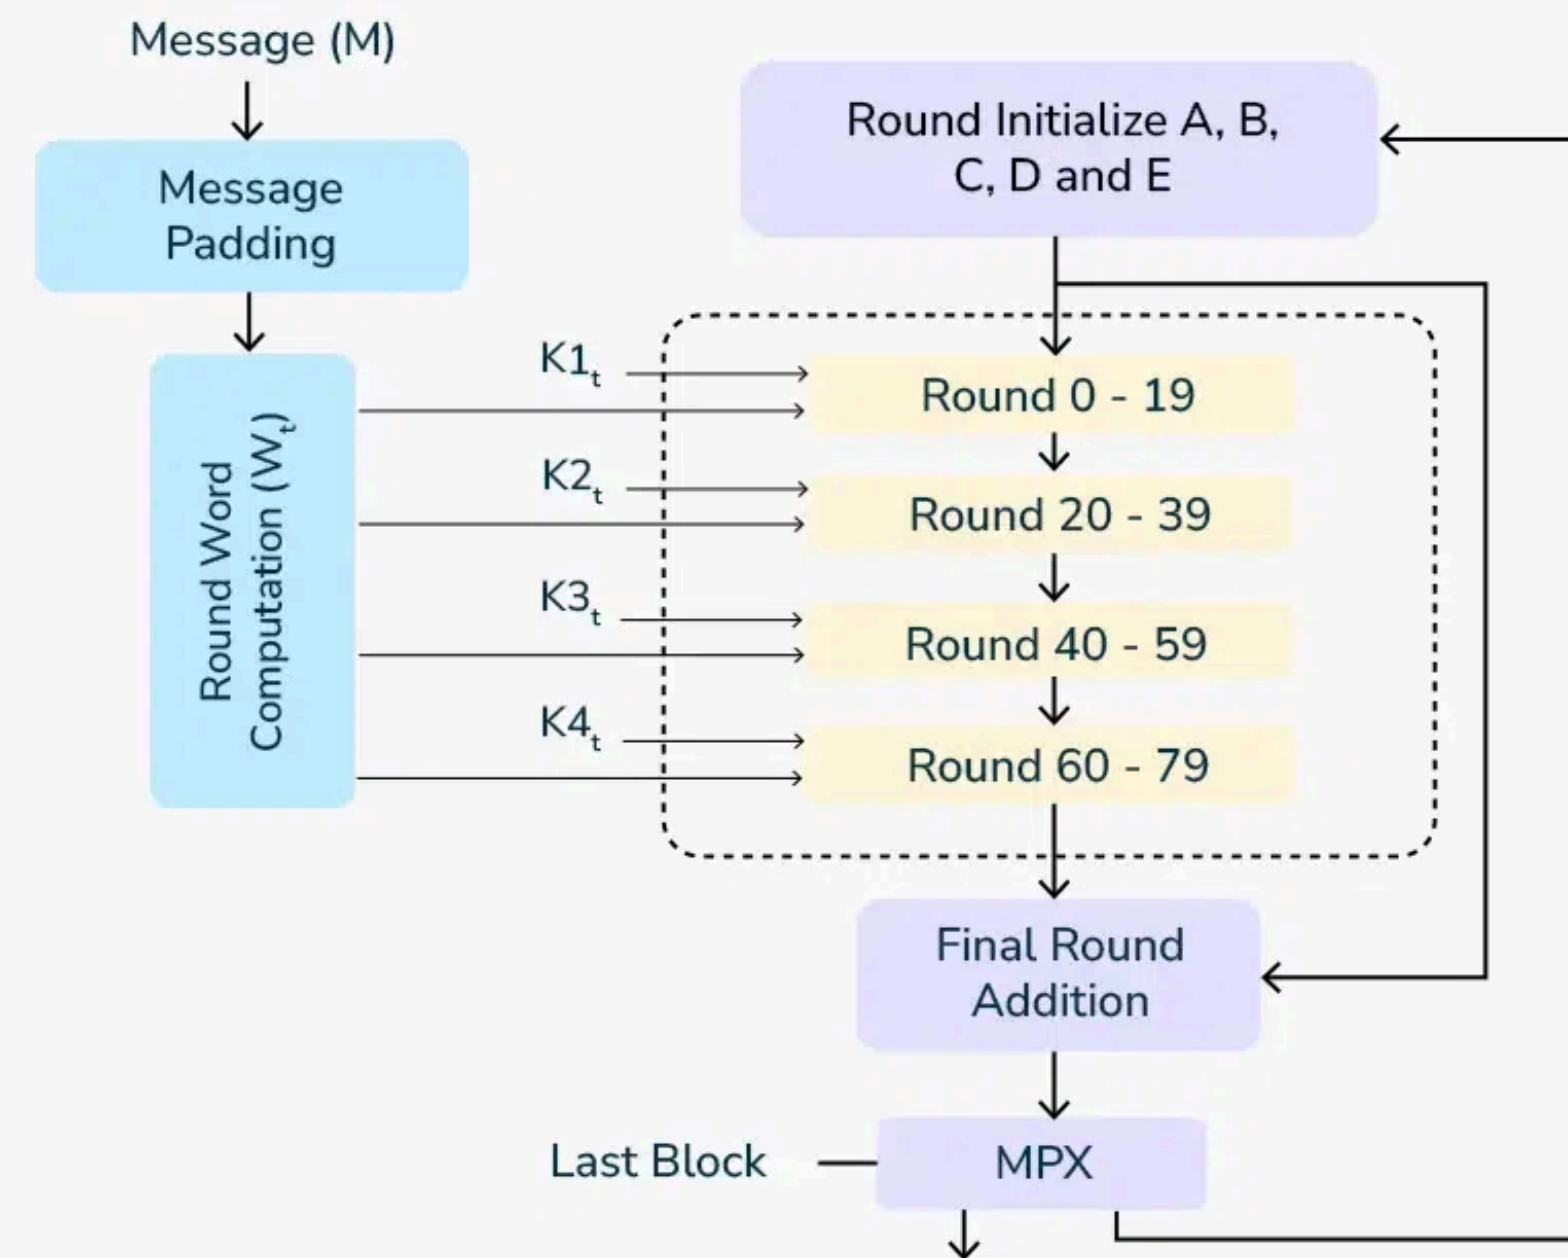 Message (M)
Message
Padding
Round Word
Computation (Wt)
Round Initialize A, B,
C, D and E
K1t
Round 0 - 19
K2t
Round 20 - 39
K3t
Round 40 - 59
K4t
Round 60 - 79
Final Round
Addition
Last Block
MPX